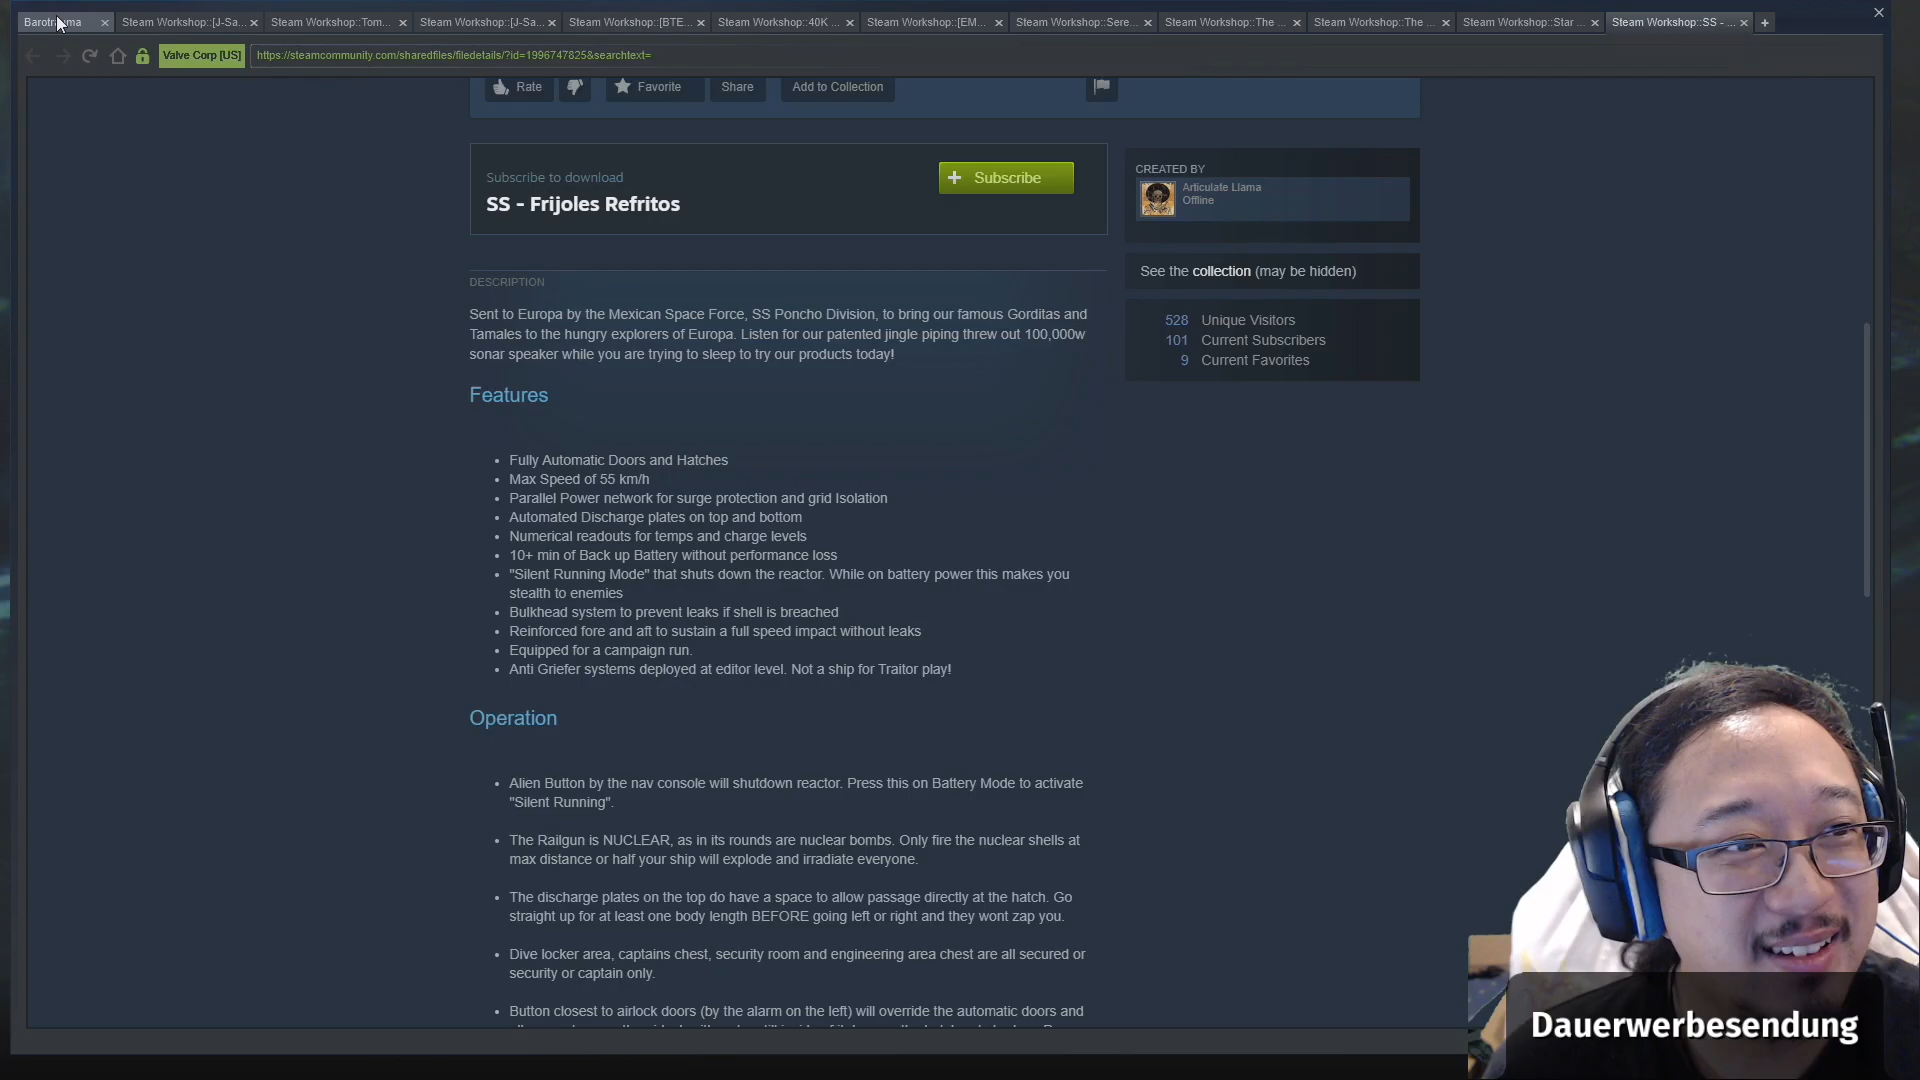 Barotrauma
Steam Workshop::[J-Sa...
Steam Workshop::Tom...
Steam Workshop::[J-Sa...
Steam Workshop::[BTE...
Steam Workshop::40K ...
Steam Workshop::[EM...
Steam Workshop::Sere...
Steam Workshop::The ...
Steam Workshop::The ...
Steam Workshop::Star ...
Steam Workshop::SS - ...
Valve Corp [US]
https://steamcommunity.com/sharedfiles/filedetails/?id=1996747825&searchtext=
Rate
Favorite
Share
Add to Collection
Subscribe to download
SS - Frijoles Refritos
Subscribe
CREATED BY
Articulate Llama
Offline
See the collection (may be hidden)
528 Unique Visitors
101 Current Subscribers
9 Current Favorites
DESCRIPTION
Sent to Europa by the Mexican Space Force, SS Poncho Division, to bring our famous Gorditas and
Tamales to the hungry explorers of Europa. Listen for our patented jingle piping threw out 100,000w
sonar speaker while you are trying to sleep to try our products today!
Features
• Fully Automatic Doors and Hatches
• Max Speed of 55 km/h
• Parallel Power network for surge protection and grid Isolation
• Automated Discharge plates on top and bottom
• Numerical readouts for temps and charge levels
• 10+ min of Back up Battery without performance loss
• "Silent Running Mode" that shuts down the reactor. While on battery power this makes you
stealth to enemies
• Bulkhead system to prevent leaks if shell is breached
• Reinforced fore and aft to sustain a full speed impact without leaks
• Equipped for a campaign run.
• Anti Griefer systems deployed at editor level. Not a ship for Traitor play!
Operation
• Alien Button by the nav console will shutdown reactor. Press this on Battery Mode to activate
"Silent Running".
• The Railgun is NUCLEAR, as in its rounds are nuclear bombs. Only fire the nuclear shells at
max distance or half your ship will explode and irradiate everyone.
• The discharge plates on the top do have a space to allow passage directly at the hatch. Go
straight up for at least one body length BEFORE going left or right and they wont zap you.
• Dive locker area, captains chest, security room and engineering area chest are all secured or
security or captain only.
• Button closest to airlock doors (by the alarm on the left) will override the automatic doors and
Dauerwerbesendung